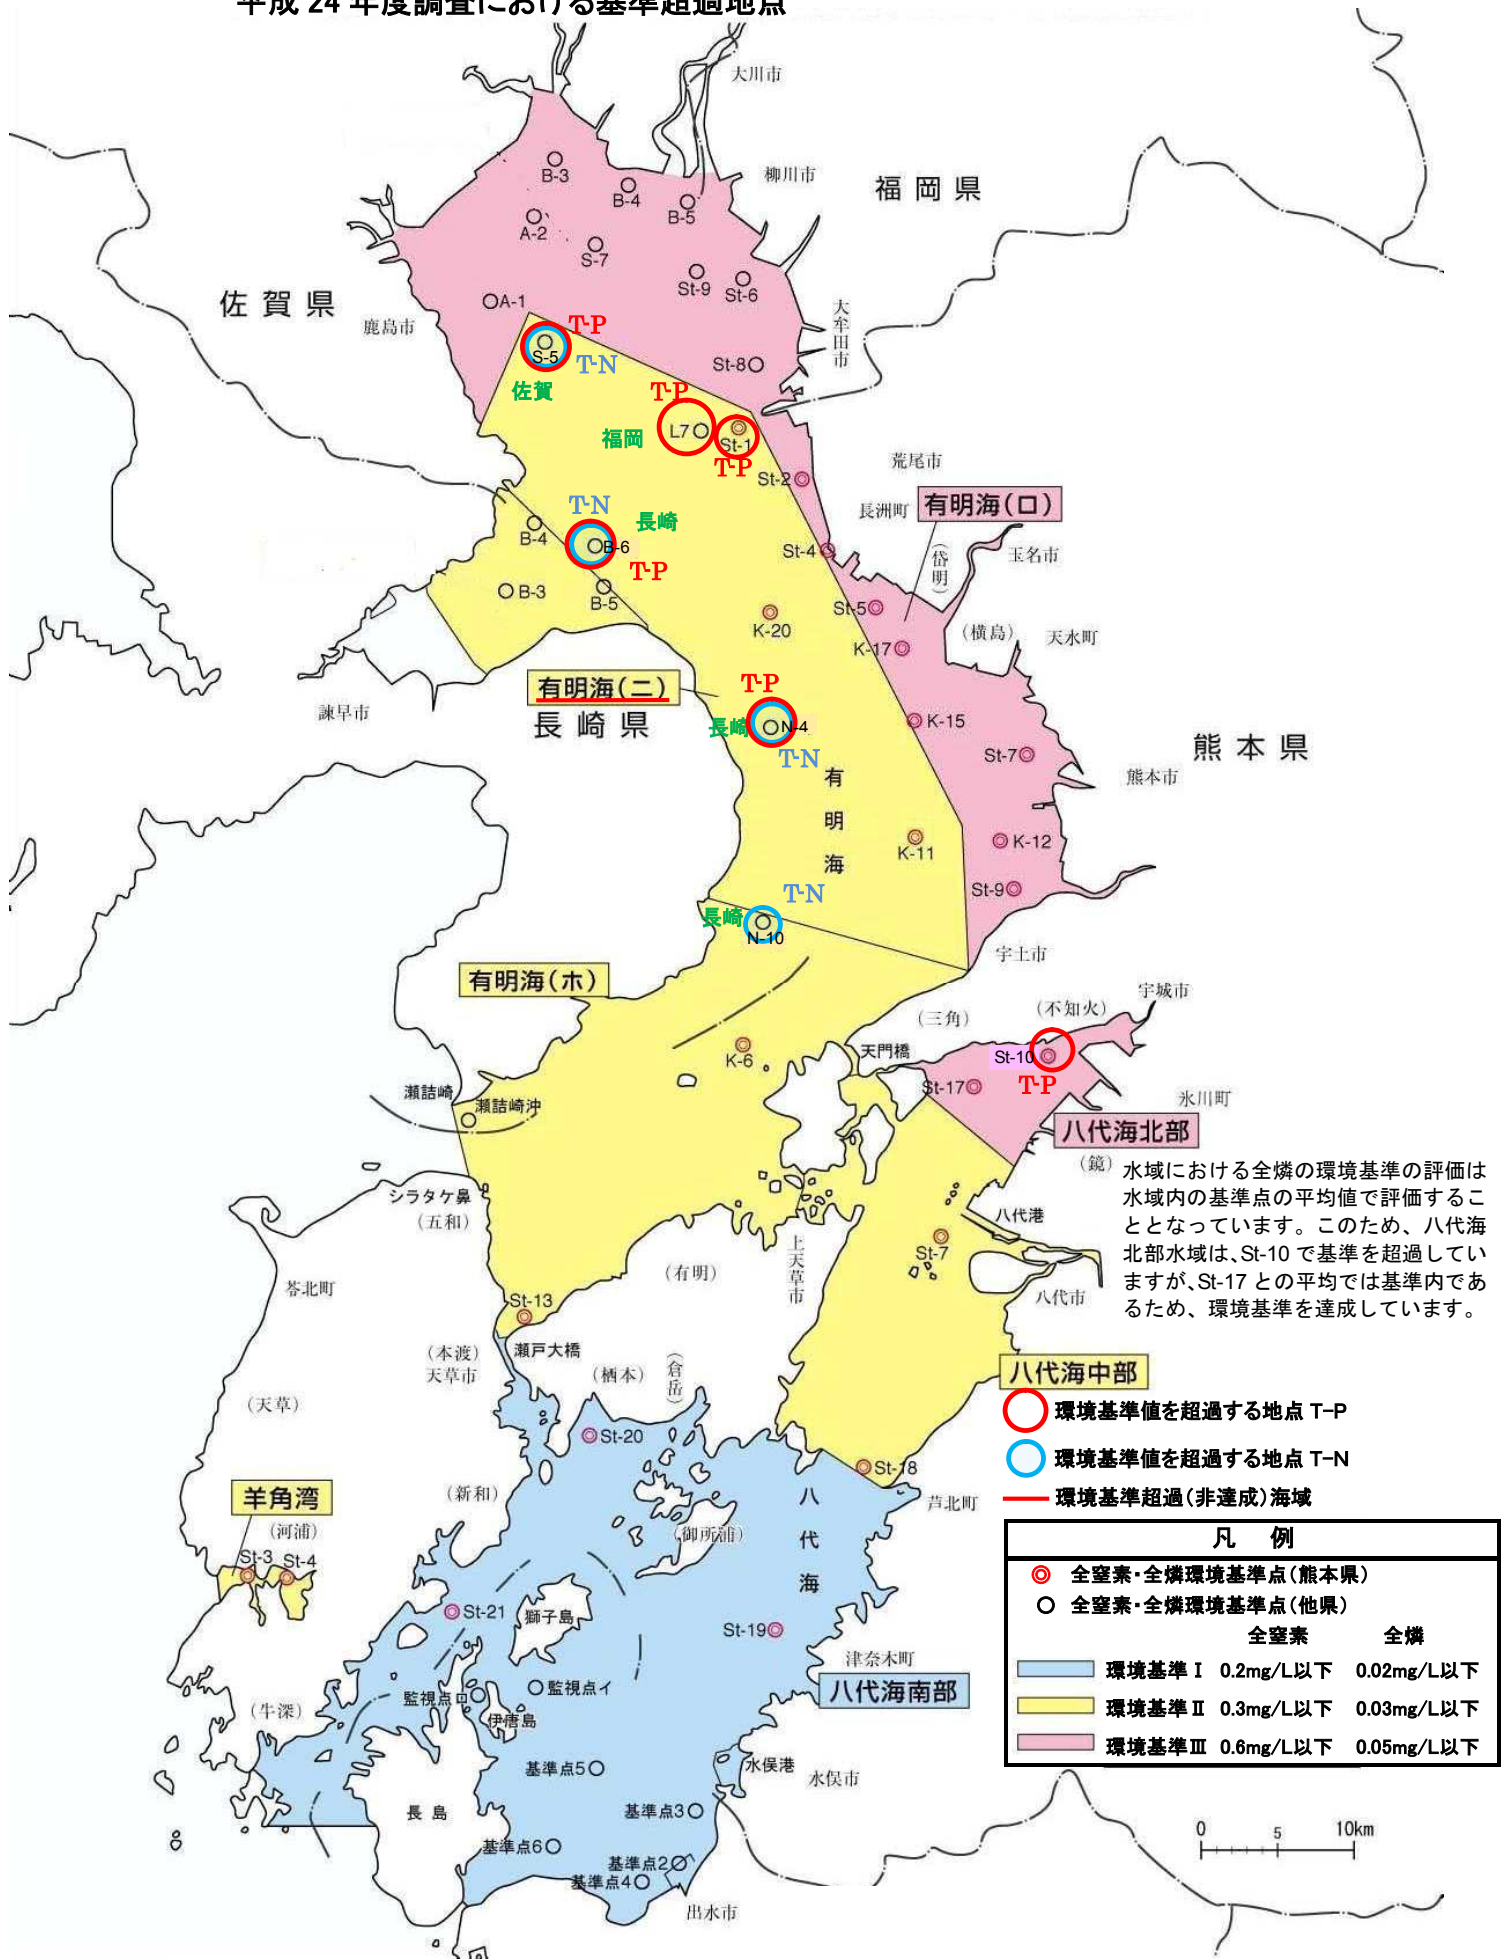 平成 24 年度調査における基準超過地点
大川市
柳川市
福岡県
B-3
B-4
B-5
A-2
S-7
St-9
St-6
A-1
佐賀県
鹿島市
大牟田市
T-P
S-5
T-N
佐賀
St-8
T-P
L7
福岡
St-1
T-P
荒尾市
St-2
長洲町
有明海(ロ)
T-N
長崎
B-4
B-6
T-P
St-4
(岱明)
玉名市
B-3
B-5
St-5
K-20
(横島)
天水町
K-17
有明海(ニ)
T-P
諫早市
長崎県
長崎
N-4
K-15
T-N
St-7
熊本県
熊本市
有明海
K-11
K-12
St-9
T-N
長崎
N-10
宇土市
有明海(ホ)
宇城市
(不知火)
(三角)
K-6
天門橋
St-10
T-P
St-17
瀬詰崎
瀬詰崎沖
氷川町
八代海北部
(鏡)
水域における全燐の環境基準の評価は
水域内の基準点の平均値で評価するこ
ととなっています。このため、八代海
北部水域は、St-10 で基準を超過してい
ますが、St-17 との平均では基準内であ
るため、環境基準を達成しています。
シラタケ鼻
(五和)
八代港
上天草市
St-7
(有明)
苓北町
八代市
St-13
瀬戸大橋
(本渡)
天草市
(栖本)
(倉岳)
八代海中部
(天草)
環境基準値を超過する地点 T-P
St-20
環境基準値を超過する地点 T-N
St-18
羊角湾
(新和)
芦北町
環境基準超過(非達成)海域
(河浦)
(御所浦)
八代海
凡 例
St-3
St-4
全窒素・全燐環境基準点(熊本県)
全窒素・全燐環境基準点(他県)
St-21
獅子島
St-19
全窒素 全燐
津奈木町
環境基準Ⅰ 0.2mg/L以下 0.02mg/L以下
監視点イ
監視点ロ
八代海南部
環境基準Ⅱ 0.3mg/L以下 0.03mg/L以下
(牛深)
伊唐島
環境基準Ⅲ 0.6mg/L以下 0.05mg/L以下
基準点5
水俣港
水俣市
長島
基準点3
0 5 10km
基準点6
基準点2
基準点4
出水市